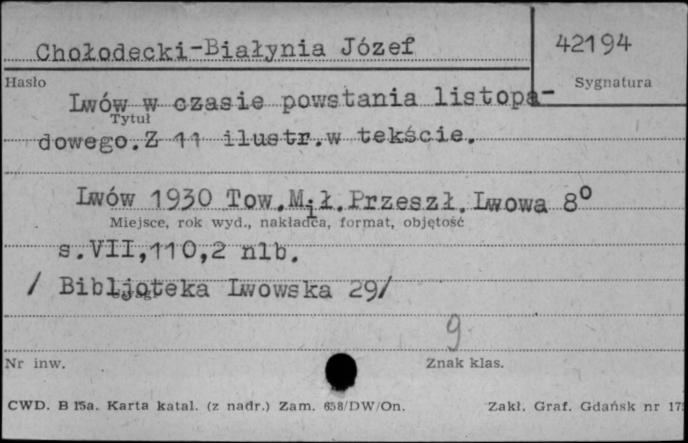 Chołodecki-Białynia Józef 42194
Hasło Sygnatura
Lwów w czasie powstania listopa-
Tytuł
dowego. Z 11 ilustr. w tekście.
Lwów 1930 Tow. Mił. Przeszł. Lwowa 8º
Miejsce, rok wyd., nakładca, format, objętość
s. VII, 110, 2 nlb.
/ Bibljoteka Lwowska 29/
9
Nr inw. Znak klas.
CWD. B 15a. Karta katal. (z nadr.) Zam. 658/DW/On. Zakł. Graf. Gdańsk nr